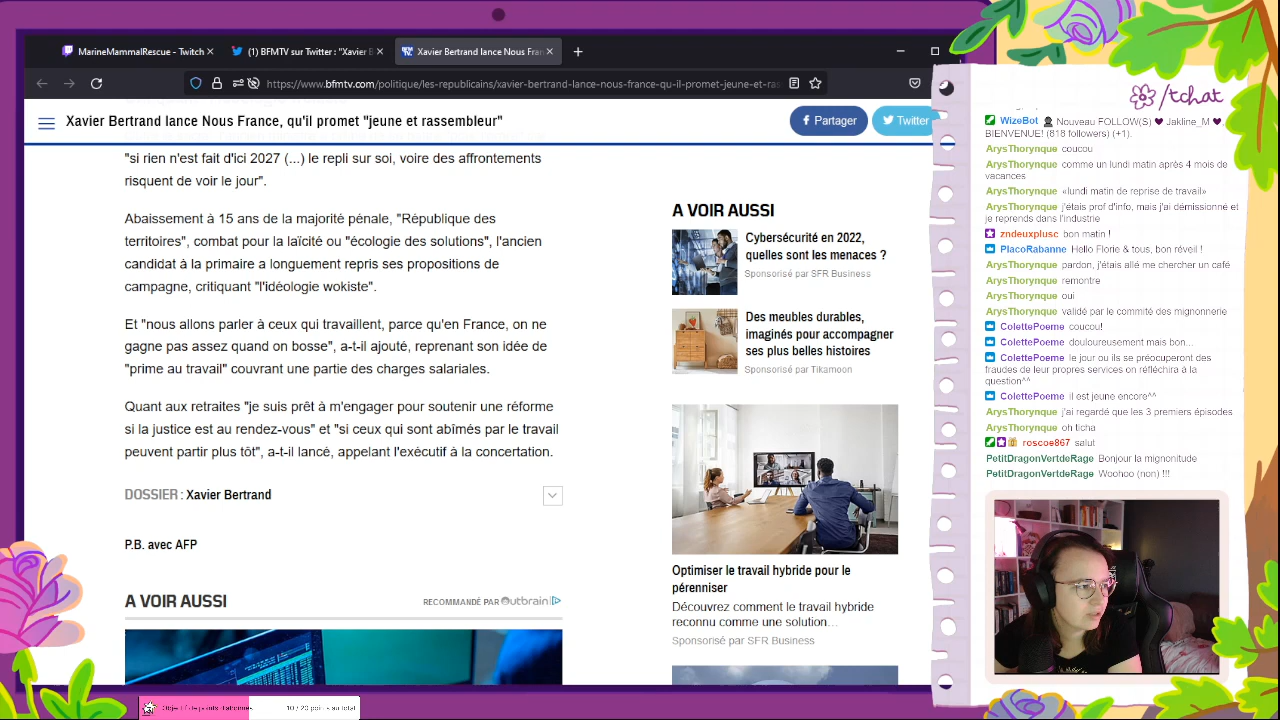 MarineMammalRescue - Twitch
(1) BFMTV sur Twitter : "Xavier B
Xavier Bertrand lance Nous Fran
https://www.bfmtv.com/politique/les-republicains/xavier-bertrand-lance-nous-france-qu-il-promet-jeune-et-ras
Xavier Bertrand lance Nous France, qu'il promet "jeune et rassembleur"
Partager
Twitter
"si rien n'est fait d'ici 2027 (...) le repli sur soi, voire des affrontements
risquent de voir le jour".
Abaissement à 15 ans de la majorité pénale, "République des
territoires", combat pour la laïcité ou "écologie des solutions", l'ancien
candidat à la primaire a longuement repris ses propositions de
campagne, critiquant "l'idéologie wokiste".
Et "nous allons parler à ceux qui travaillent, parce qu'en France, on ne
gagne pas assez quand on bosse", a-t-il ajouté, reprenant son idée de
"prime au travail" couvrant une partie des charges salariales.
Quant aux retraites "je suis prêt à m'engager pour soutenir une réforme
si la justice est au rendez-vous" et "si ceux qui sont abîmés par le travail
peuvent partir plus tôt", a-t-il lancé, appelant l'exécutif à la concertation.
DOSSIER : Xavier Bertrand
P.B. avec AFP
A VOIR AUSSI
RECOMMANDÉ PAR Outbrain
A VOIR AUSSI
Cybersécurité en 2022,
quelles sont les menaces ?
Sponsorisé par SFR Business
Des meubles durables,
imaginés pour accompagner
ses plus belles histoires
Sponsorisé par Tikamoon
Optimiser le travail hybride pour le
pérenniser
Découvrez comment le travail hybride
reconnu comme une solution…
Sponsorisé par SFR Business
/tchat
WizeBot Nouveau FOLLOW(S) Jakline_M
BIENVENUE! (818 followers) (+1).
ArysThorynque coucou
ArysThorynque comme un lundi matin après 4 mois de
vacances
ArysThorynque «lundi matin de reprise de travail»
ArysThorynque j'étais prof d'info, mais j'ai démissionné et
je reprends dans l'industrie
zndeuxplusc bon matin !
PlacoRabanne Hello Florie & tous, bon réveil !
ArysThorynque pardon, j'étais allé me chercher un café
ArysThorynque remontre
ArysThorynque oui
ArysThorynque validé par le commité des mignonnerie
ColettePoeme coucou!
ColettePoeme douloureusement mais bon...
ColettePoeme le jour ou ils se préocuperont des
fraudes de leur propres services on réfléchira à la
question^^
ColettePoeme il est jeune encore^^
ArysThorynque j'ai regardé que les 3 premiers épisodes
ArysThorynque oh ticha
roscoe867 salut
PetitDragonVertdeRage Bonjour la mignonitude
PetitDragonVertdeRage Woohoo (non) !!!